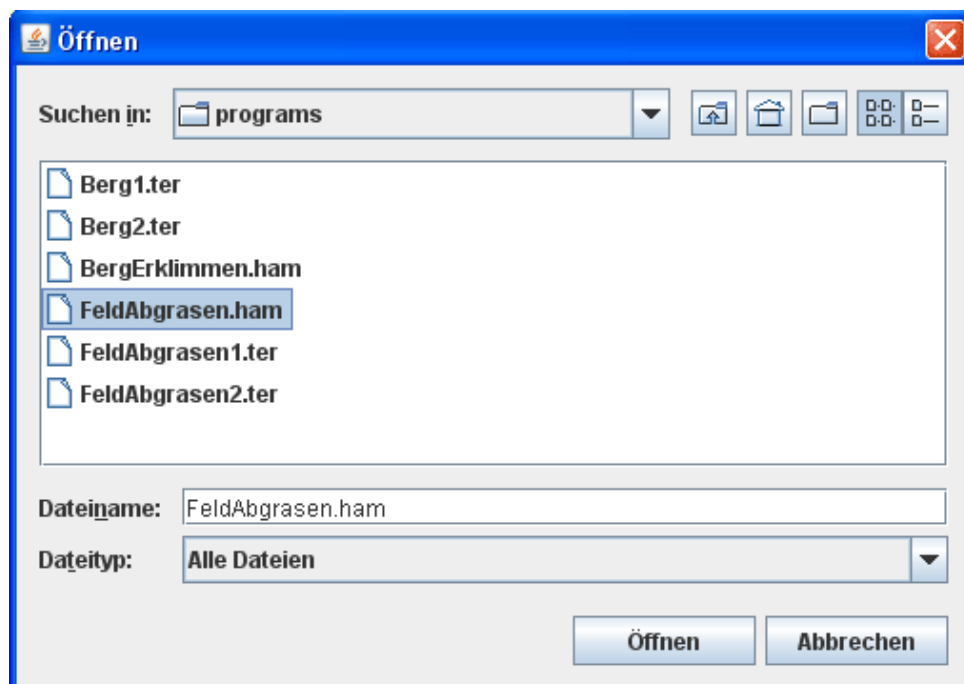 Öffnen
Suchen in: programs
Berg1.ter
Berg2.ter
BergErklimmen.ham
FeldAbgrasen.ham
FeldAbgrasen1.ter
FeldAbgrasen2.ter
Dateiname: FeldAbgrasen.ham
Dateityp: Alle Dateien
Öffnen Abbrechen